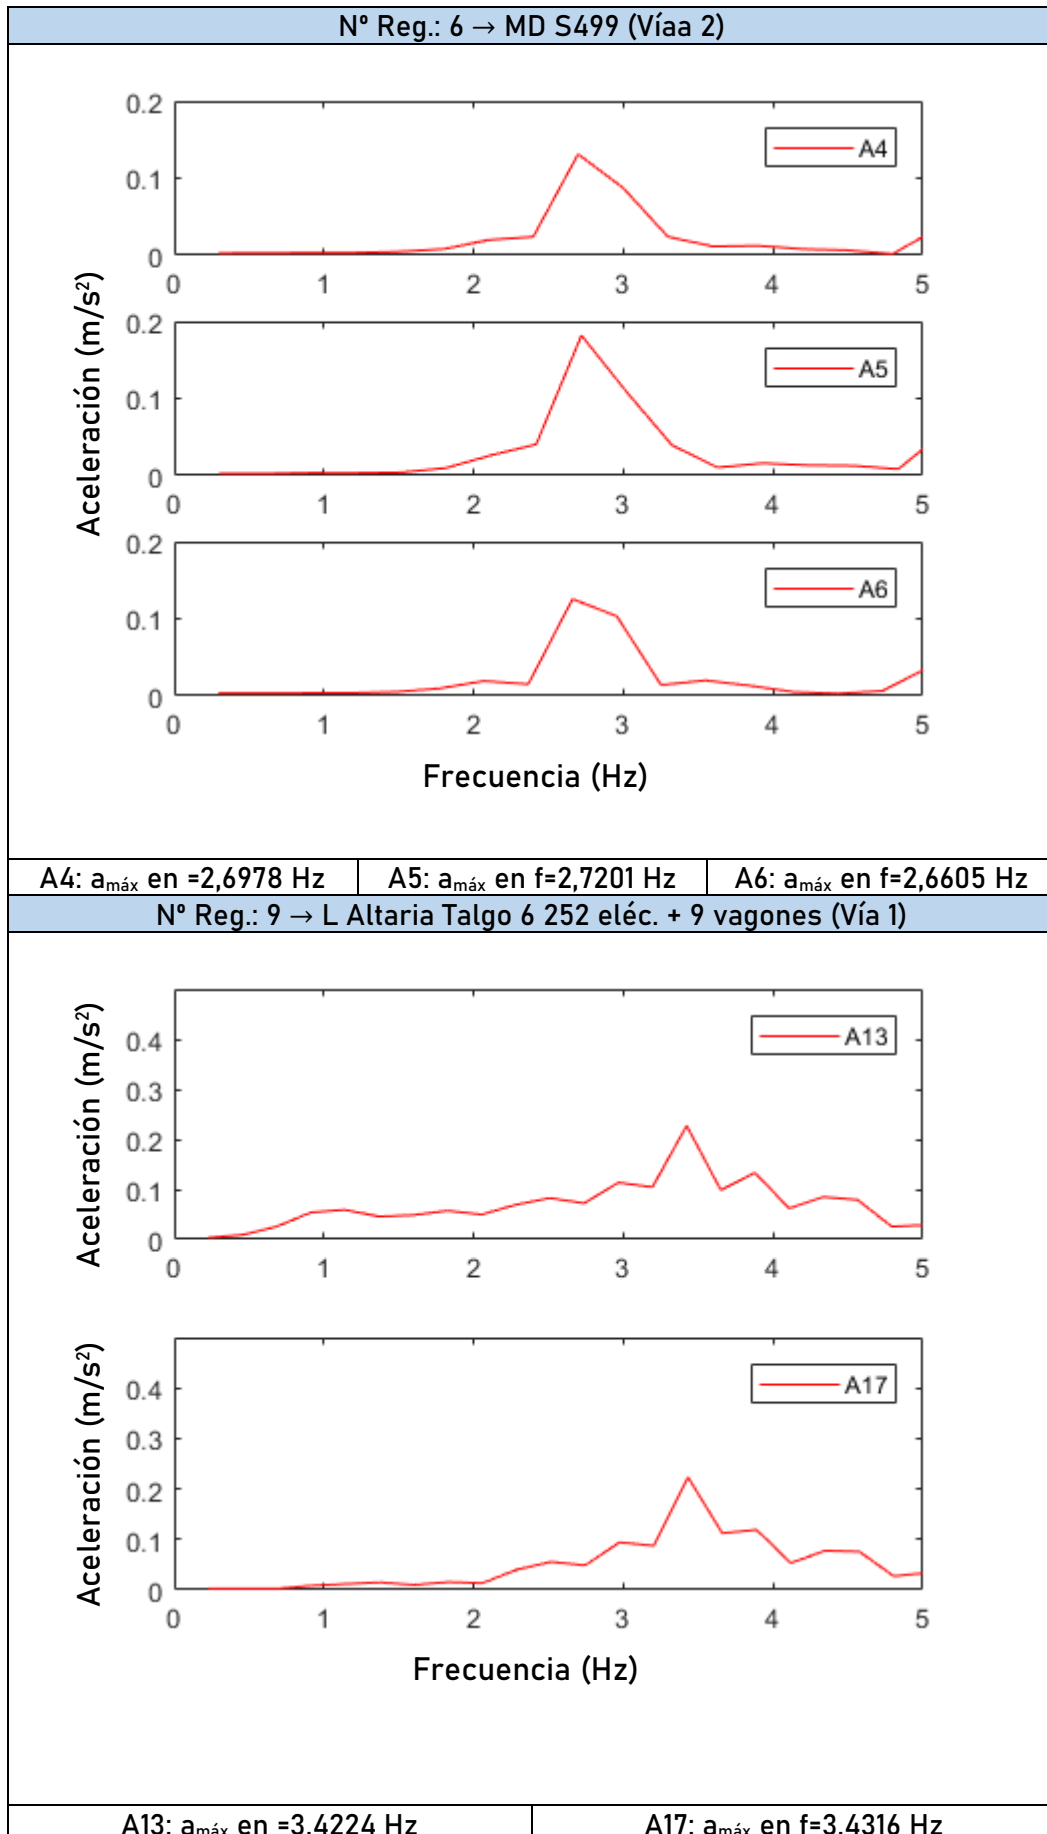 Nº Reg.: 6 → MD S499 (Víaa 2)
Aceleración (m/s²)
0.2
0.1
0
A4
0 1 2 3 4 5
0.2
0.1
0
A5
0 1 2 3 4 5
0.2
0.1
0
A6
0 1 2 3 4 5
Frecuencia (Hz)
A4: amáx en =2,6978 Hz A5: amáx en f=2,7201 Hz A6: amáx en f=2,6605 Hz
Nº Reg.: 9 → L Altaria Talgo 6 252 eléc. + 9 vagones (Vía 1)
Aceleración (m/s²)
0.4
0.3
0.2
0.1
0
A13
0 1 2 3 4 5
Aceleración (m/s²)
0.4
0.3
0.2
0.1
0
A17
0 1 2 3 4 5
Frecuencia (Hz)
A13: amáx en =3,4224 Hz A17: amáx en f=3,4316 Hz